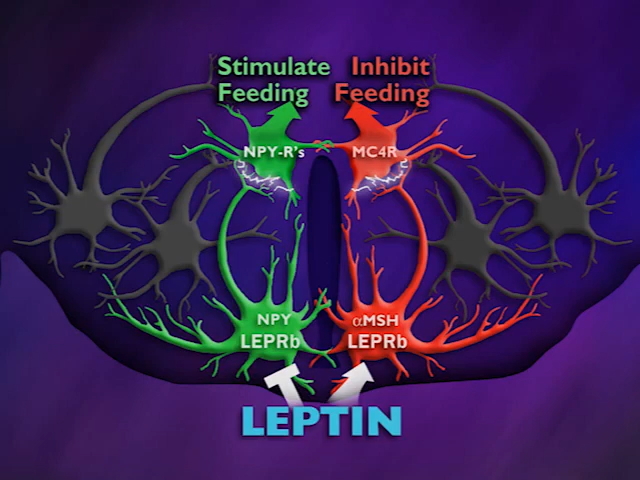 Stimulate
Feeding
Inhibit
Feeding
NPY-R's
MC4R
NPY
LEPRb
αMSH
LEPRb
LEPTIN